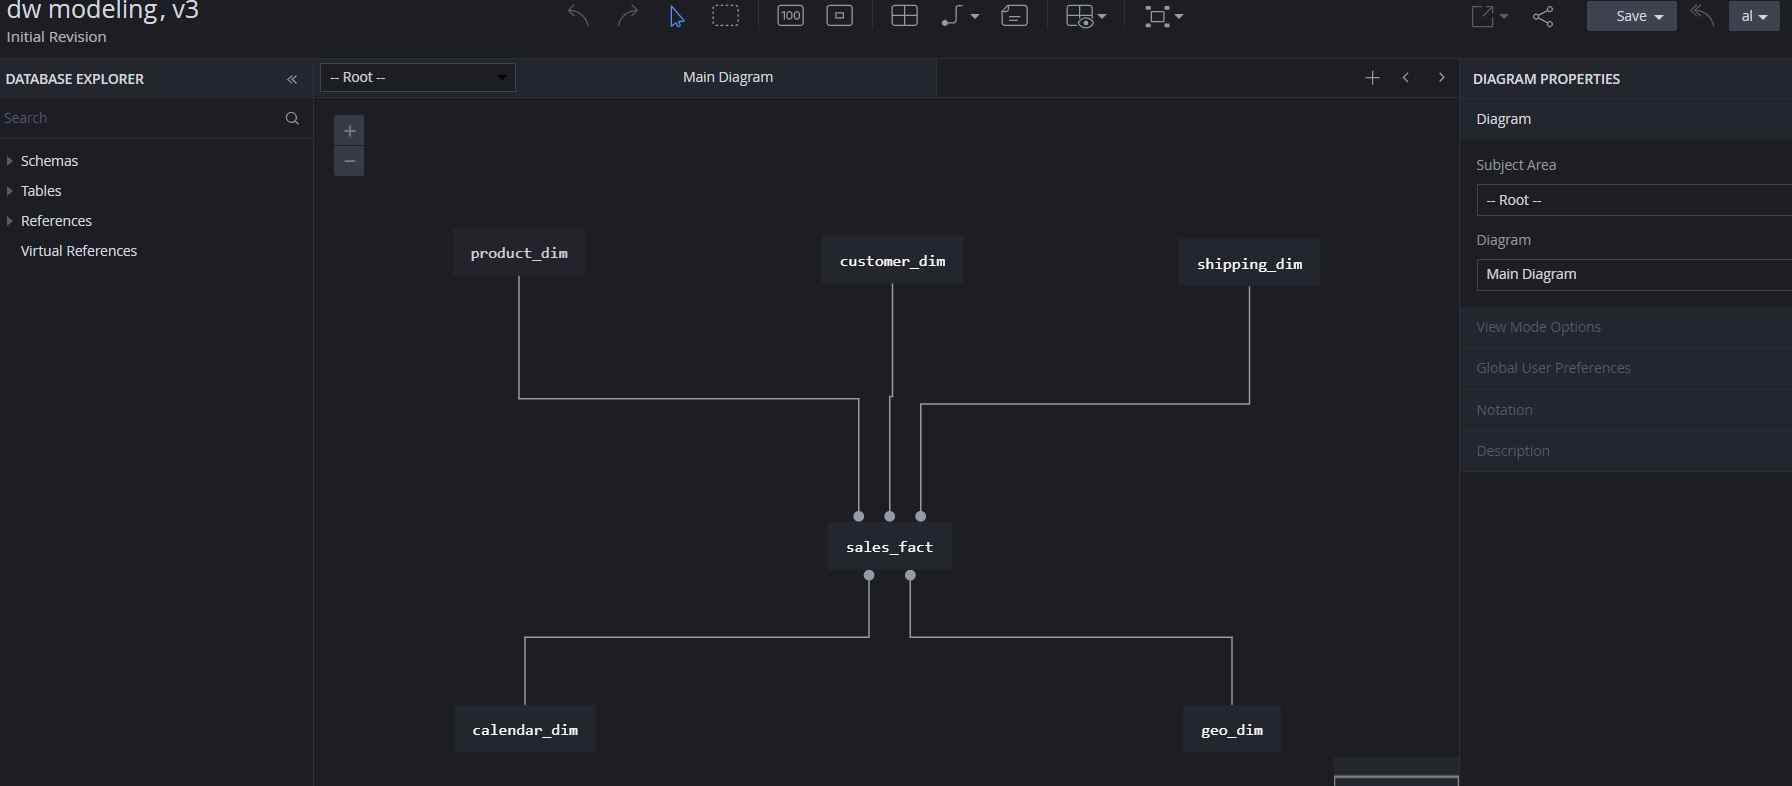 dw modeling, v3
Initial Revision
100
Save
al
DATABASE EXPLORER
Search
Schemas
Tables
References
Virtual References
-- Root --
Main Diagram
product_dim
customer_dim
shipping_dim
sales_fact
calendar_dim
geo_dim
DIAGRAM PROPERTIES
Diagram
Subject Area
-- Root --
Diagram
Main Diagram
View Mode Options
Global User Preferences
Notation
Description